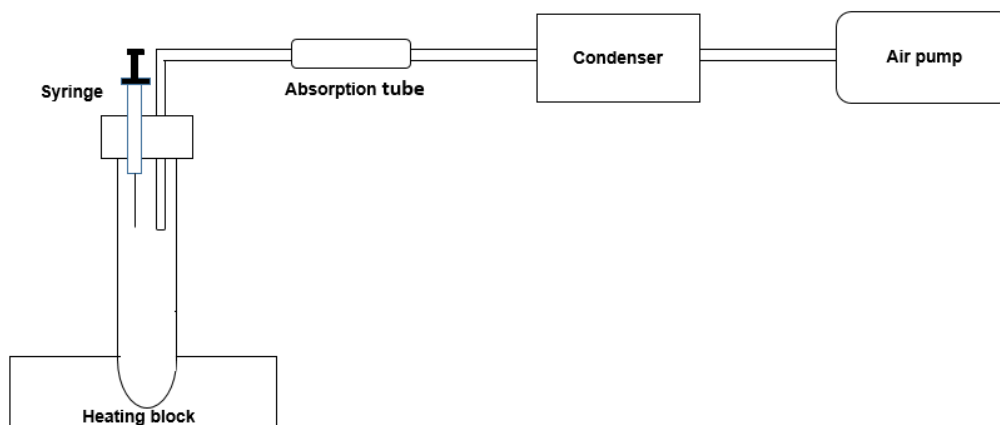 Condenser
Air pump
Syringe
Absorption tube
Heating block